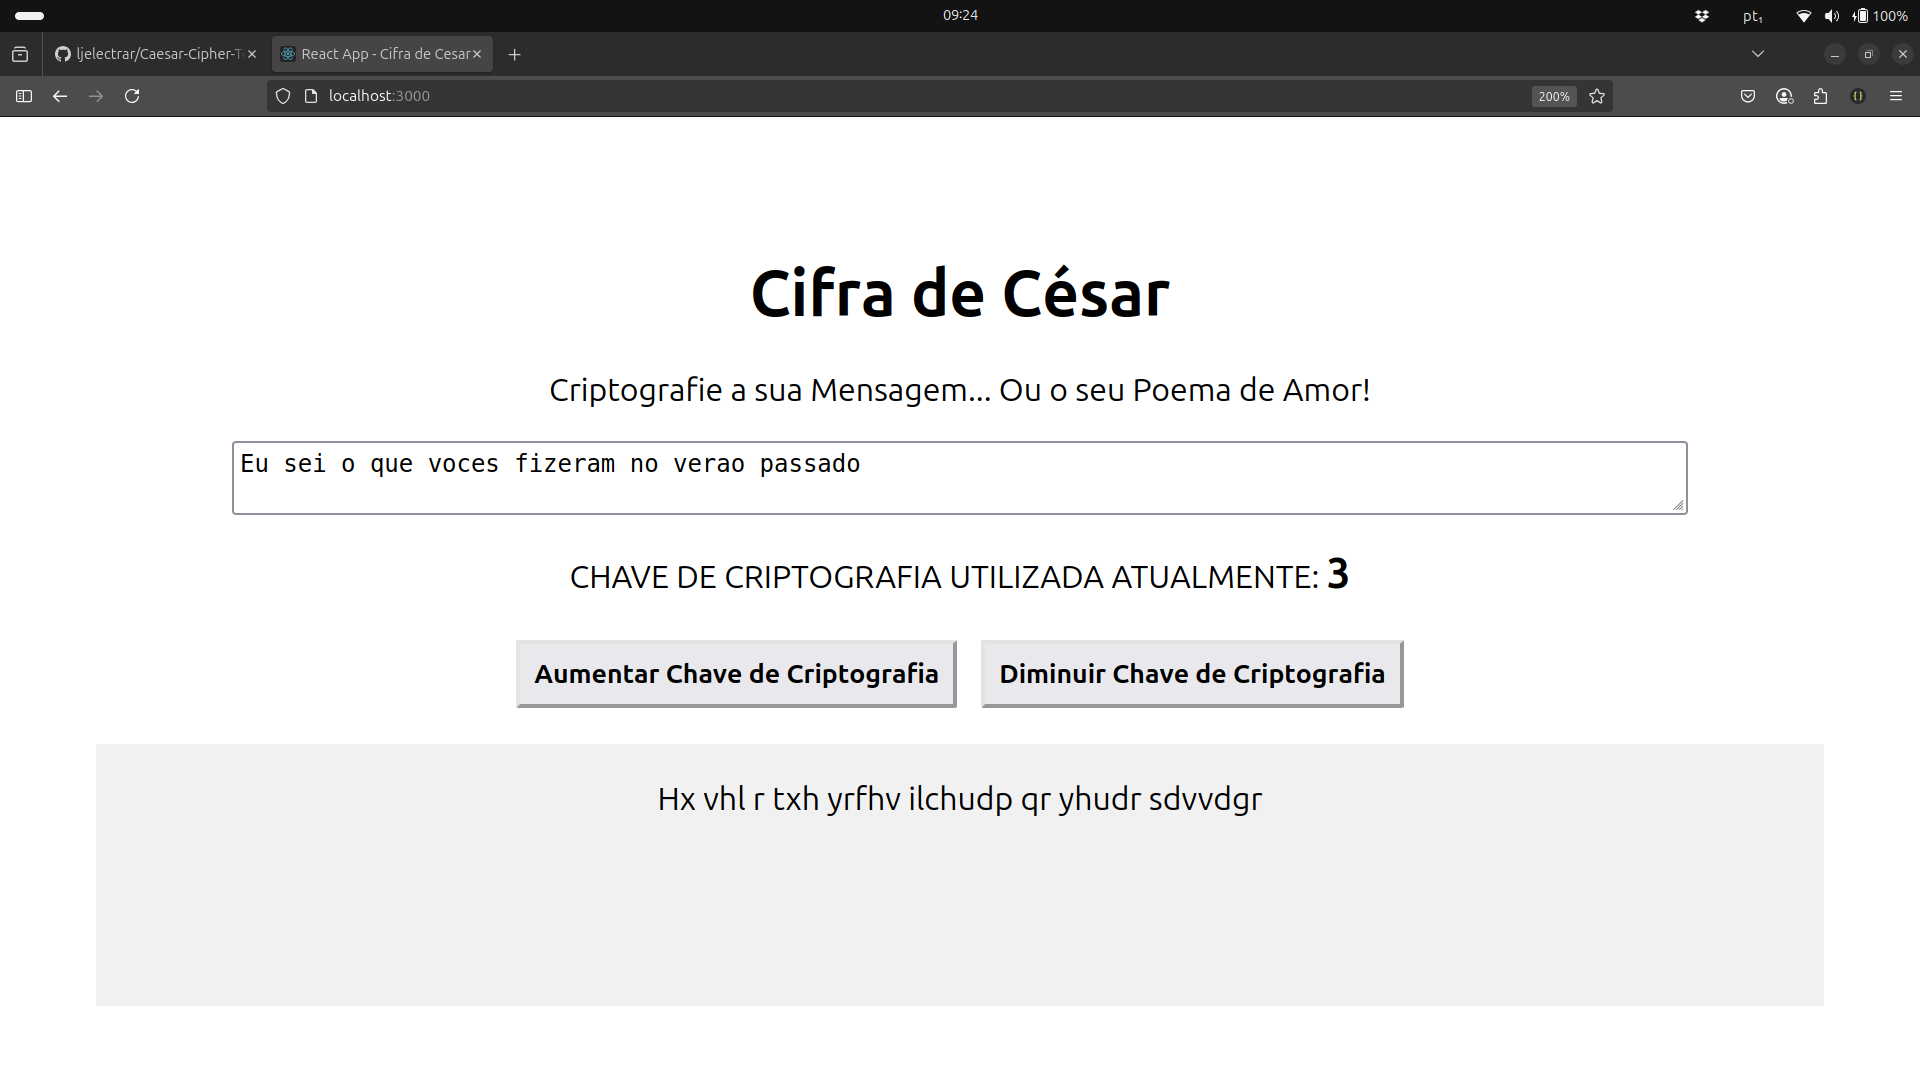 09:24
pt₁
100%
ljelectrar/Caesar-Cipher-T
React App - Cifra de Cesar
localhost:3000
200%
Cifra de César
Criptografie a sua Mensagem... Ou o seu Poema de Amor!
Eu sei o que voces fizeram no verao passado
CHAVE DE CRIPTOGRAFIA UTILIZADA ATUALMENTE: 3
Aumentar Chave de Criptografia
Diminuir Chave de Criptografia
Hx vhl r txh yrfhv ilchudp qr yhudr sdvvdgr